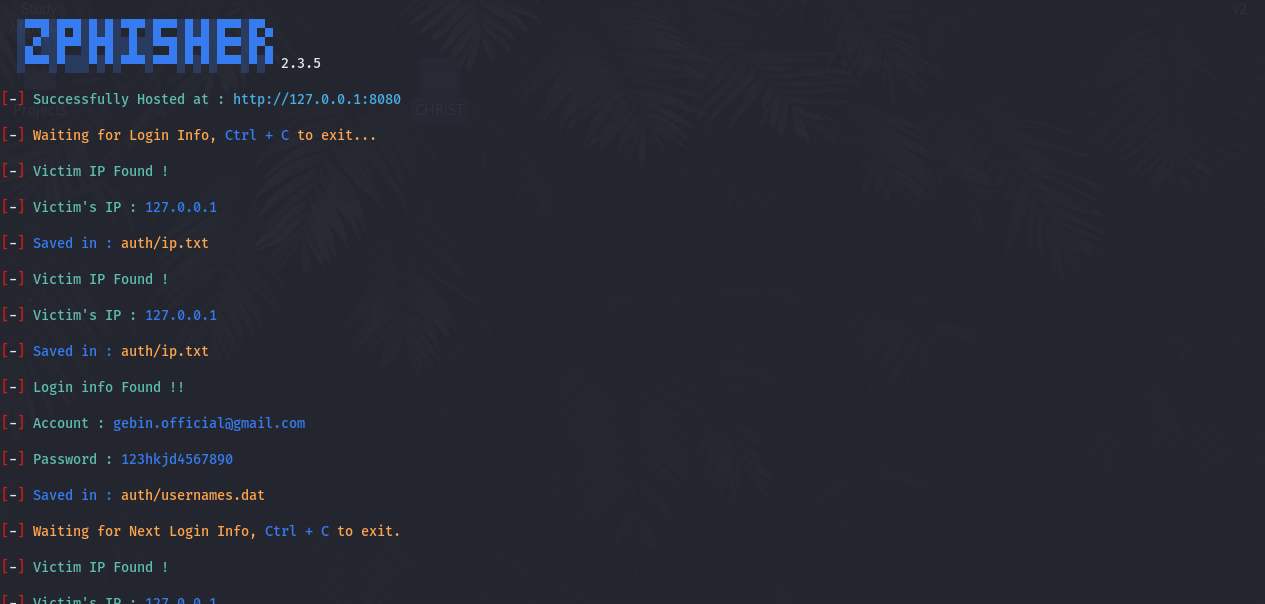 Study
v2
ZPHISHER 2.3.5
[-] Successfully Hosted at : http://127.0.0.1:8080
Projects
CHRIST
[-] Waiting for Login Info, Ctrl + C to exit...
[-] Victim IP Found !
[-] Victim's IP : 127.0.0.1
[-] Saved in : auth/ip.txt
[-] Victim IP Found !
[-] Victim's IP : 127.0.0.1
[-] Saved in : auth/ip.txt
[-] Login info Found !!
[-] Account : gebin.official@gmail.com
[-] Password : 123hkjd4567890
[-] Saved in : auth/usernames.dat
[-] Waiting for Next Login Info, Ctrl + C to exit.
[-] Victim IP Found !
[-] Victim's IP : 127.0.0.1